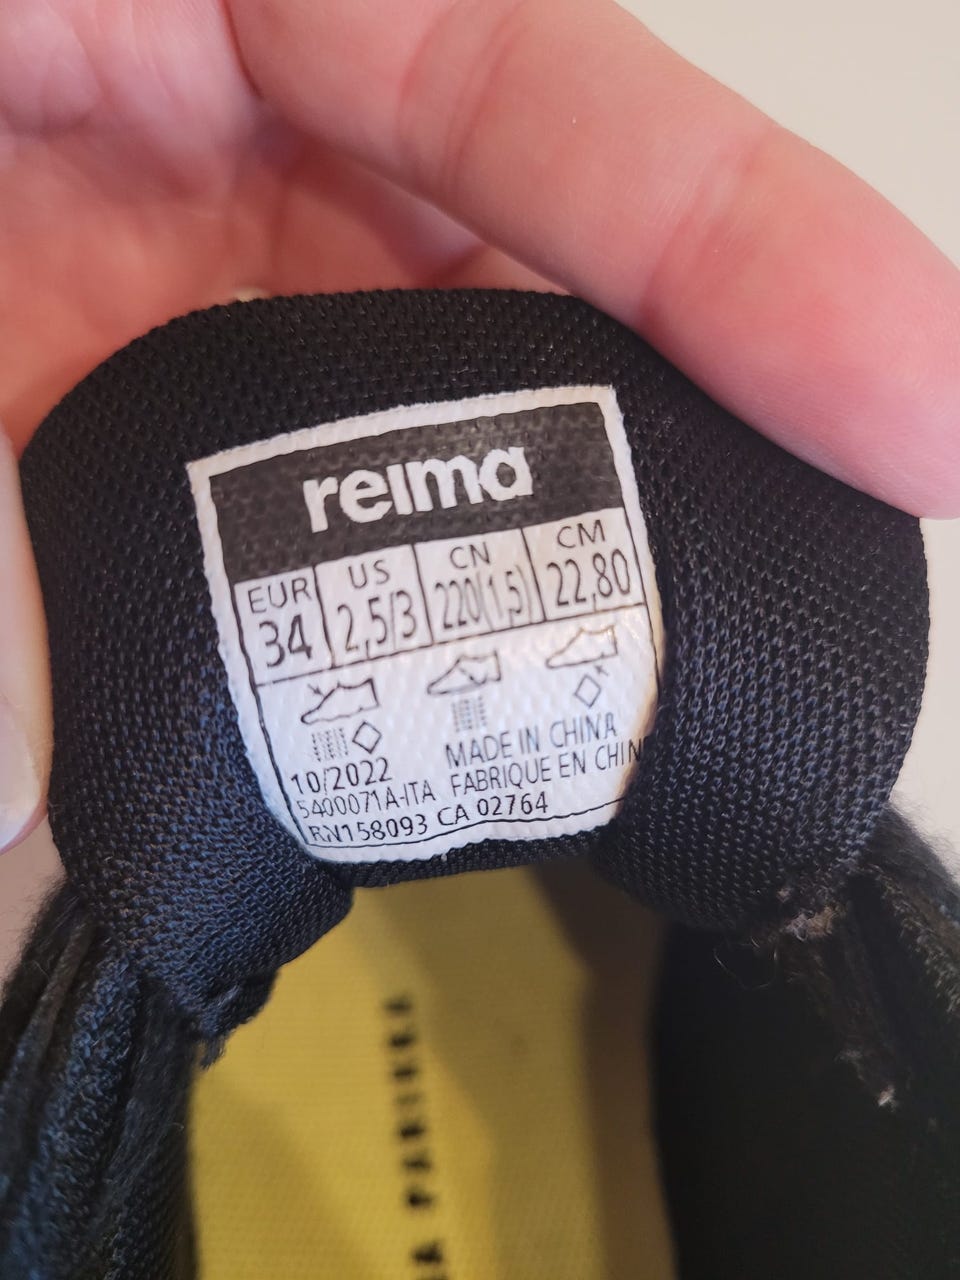 reima
EUR US CN CM
34 2,5/3 220(1,5) 22,80
10/2022 MADE IN CHINA
5400071A-ITA FABRIQUE EN CHIN
RN158093 CA 02764